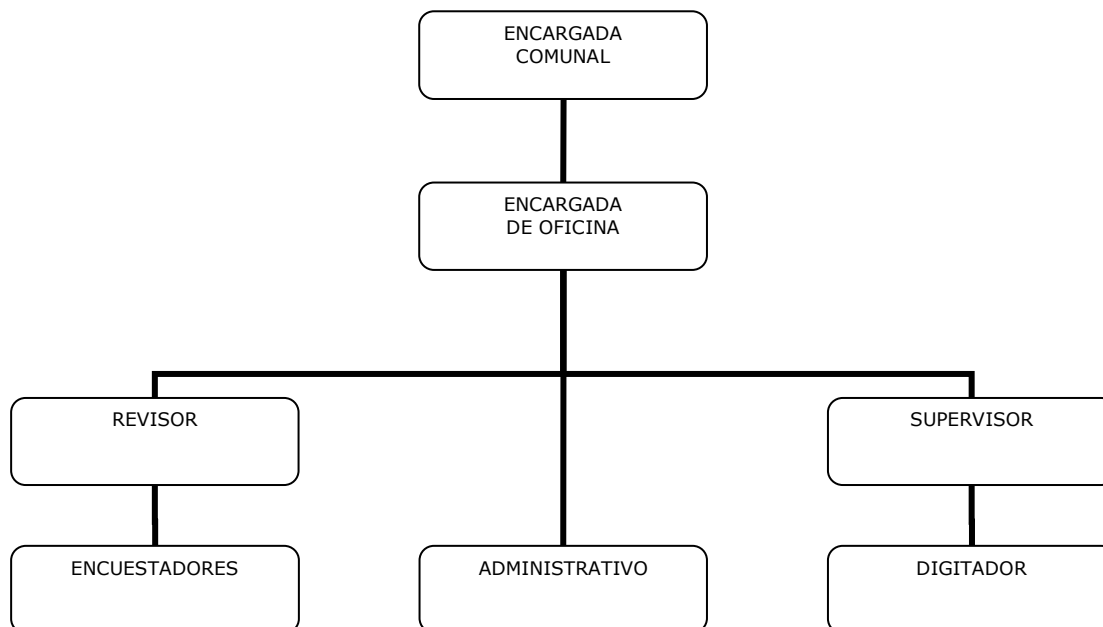 ENCARGADA
COMUNAL
ENCARGADA
DE OFICINA
REVISOR
SUPERVISOR
ENCUESTADORES
ADMINISTRATIVO
DIGITADOR